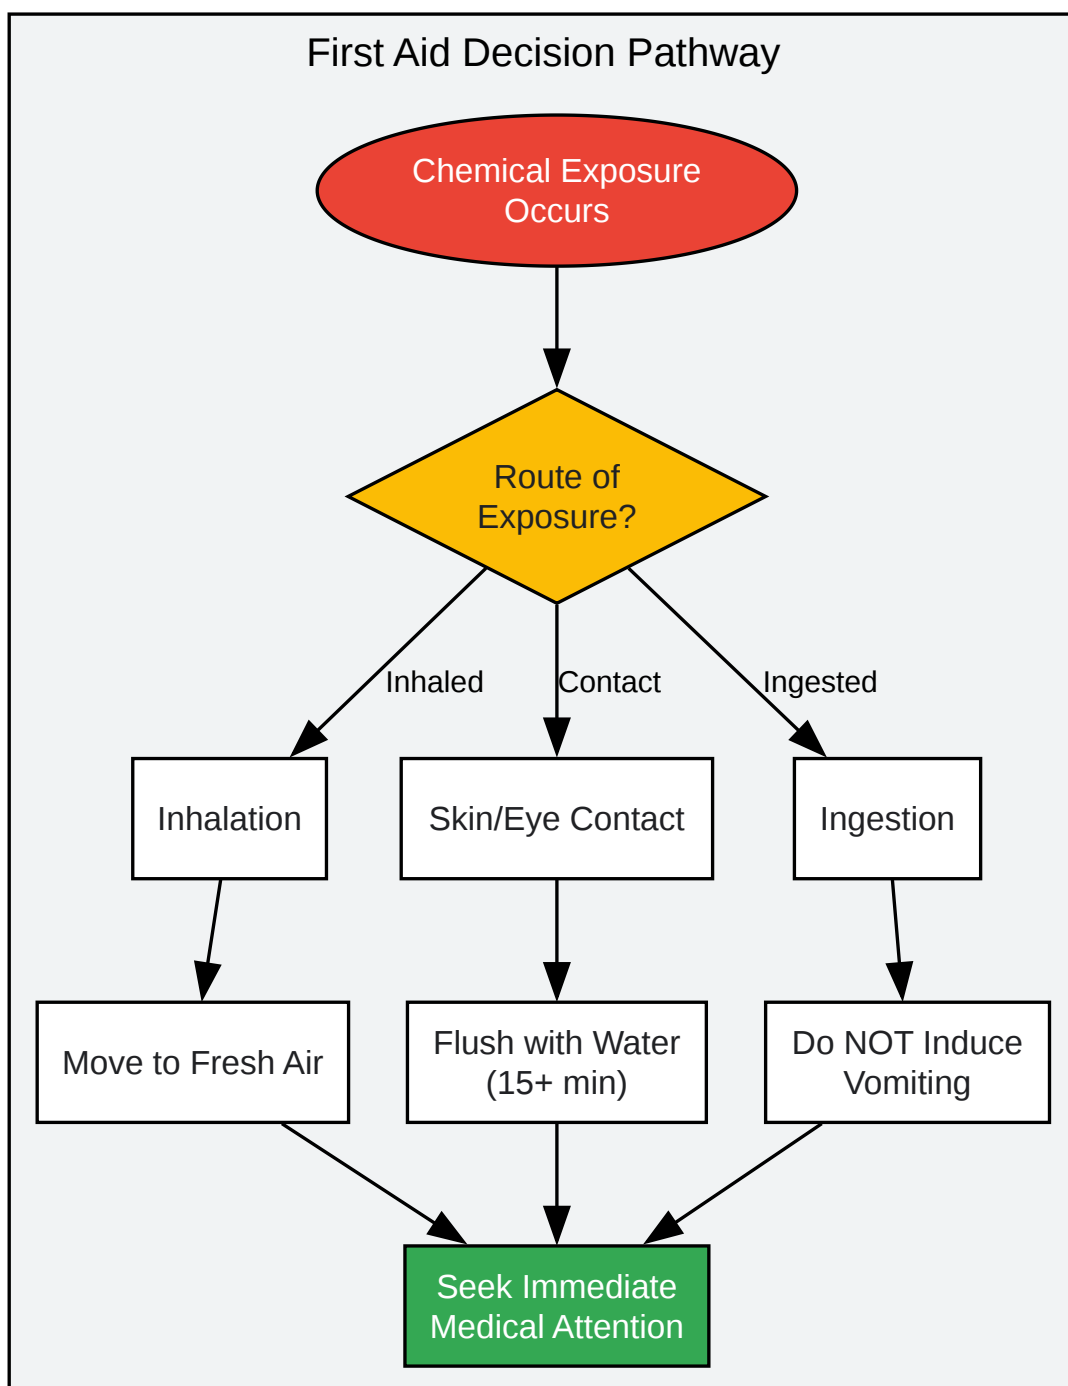 First Aid Decision Pathway
Chemical Exposure
Occurs
Route of
Exposure?
Inhaled
Contact
Ingested
Inhalation
Skin/Eye Contact
Ingestion
Move to Fresh Air
Flush with Water
(15+ min)
Do NOT Induce
Vomiting
Seek Immediate
Medical Attention